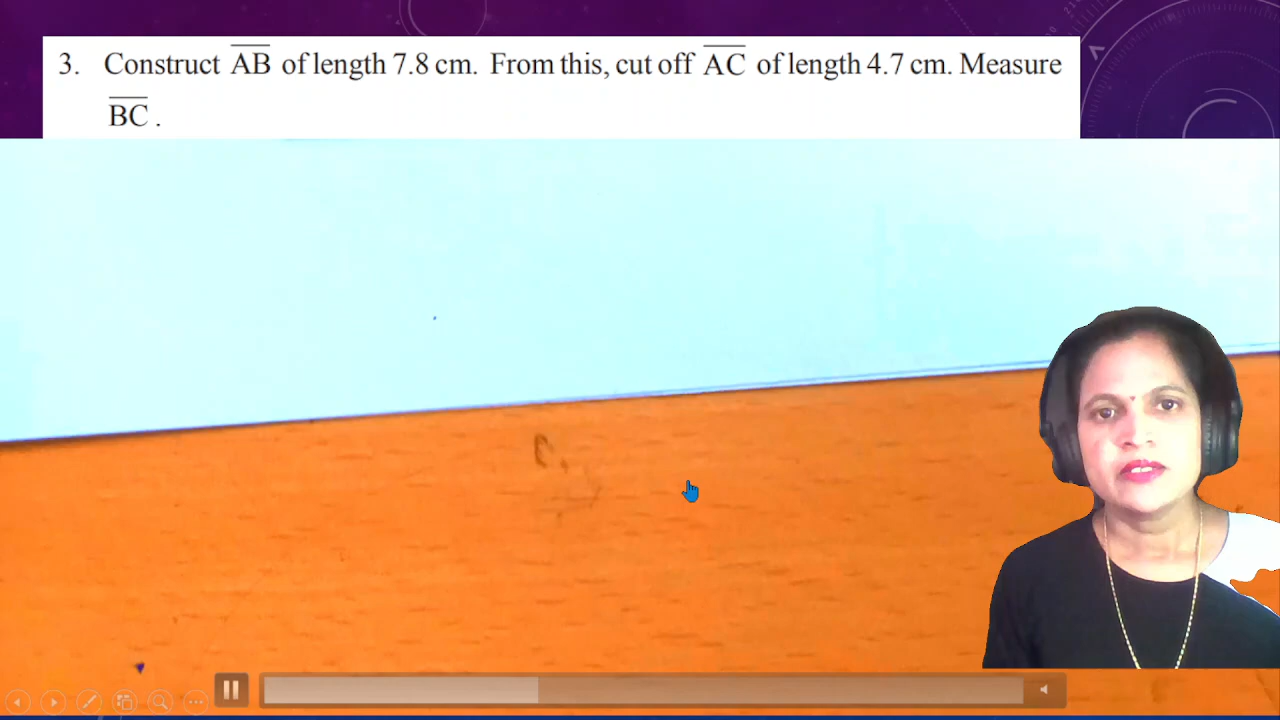 3. Construct AB of length 7.8 cm. From this, cut off AC of length 4.7 cm. Measure
BC .